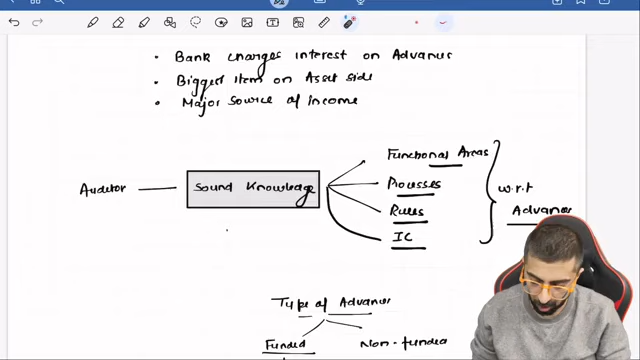 • Bank charges interest on Advances
• Biggest Item on Asset side
• Major Source of income
Functional Areas
Auditor
Sound Knowledge
Processes
Rules
IC
w.r.t
Advances
Type of Advances
Funded
Non-funded